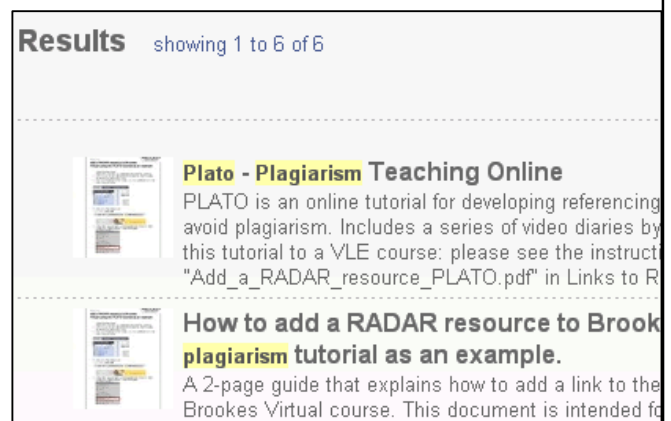 Results showing 1 to 6 of 6
Plato - Plagiarism Teaching Online
PLATO is an online tutorial for developing referencing
avoid plagiarism. Includes a series of video diaries by
this tutorial to a VLE course: please see the instructi
"Add_a_RADAR_resource_PLATO.pdf" in Links to R
How to add a RADAR resource to Brook
plagiarism tutorial as an example.
A 2-page guide that explains how to add a link to the
Brookes Virtual course. This document is intended fo